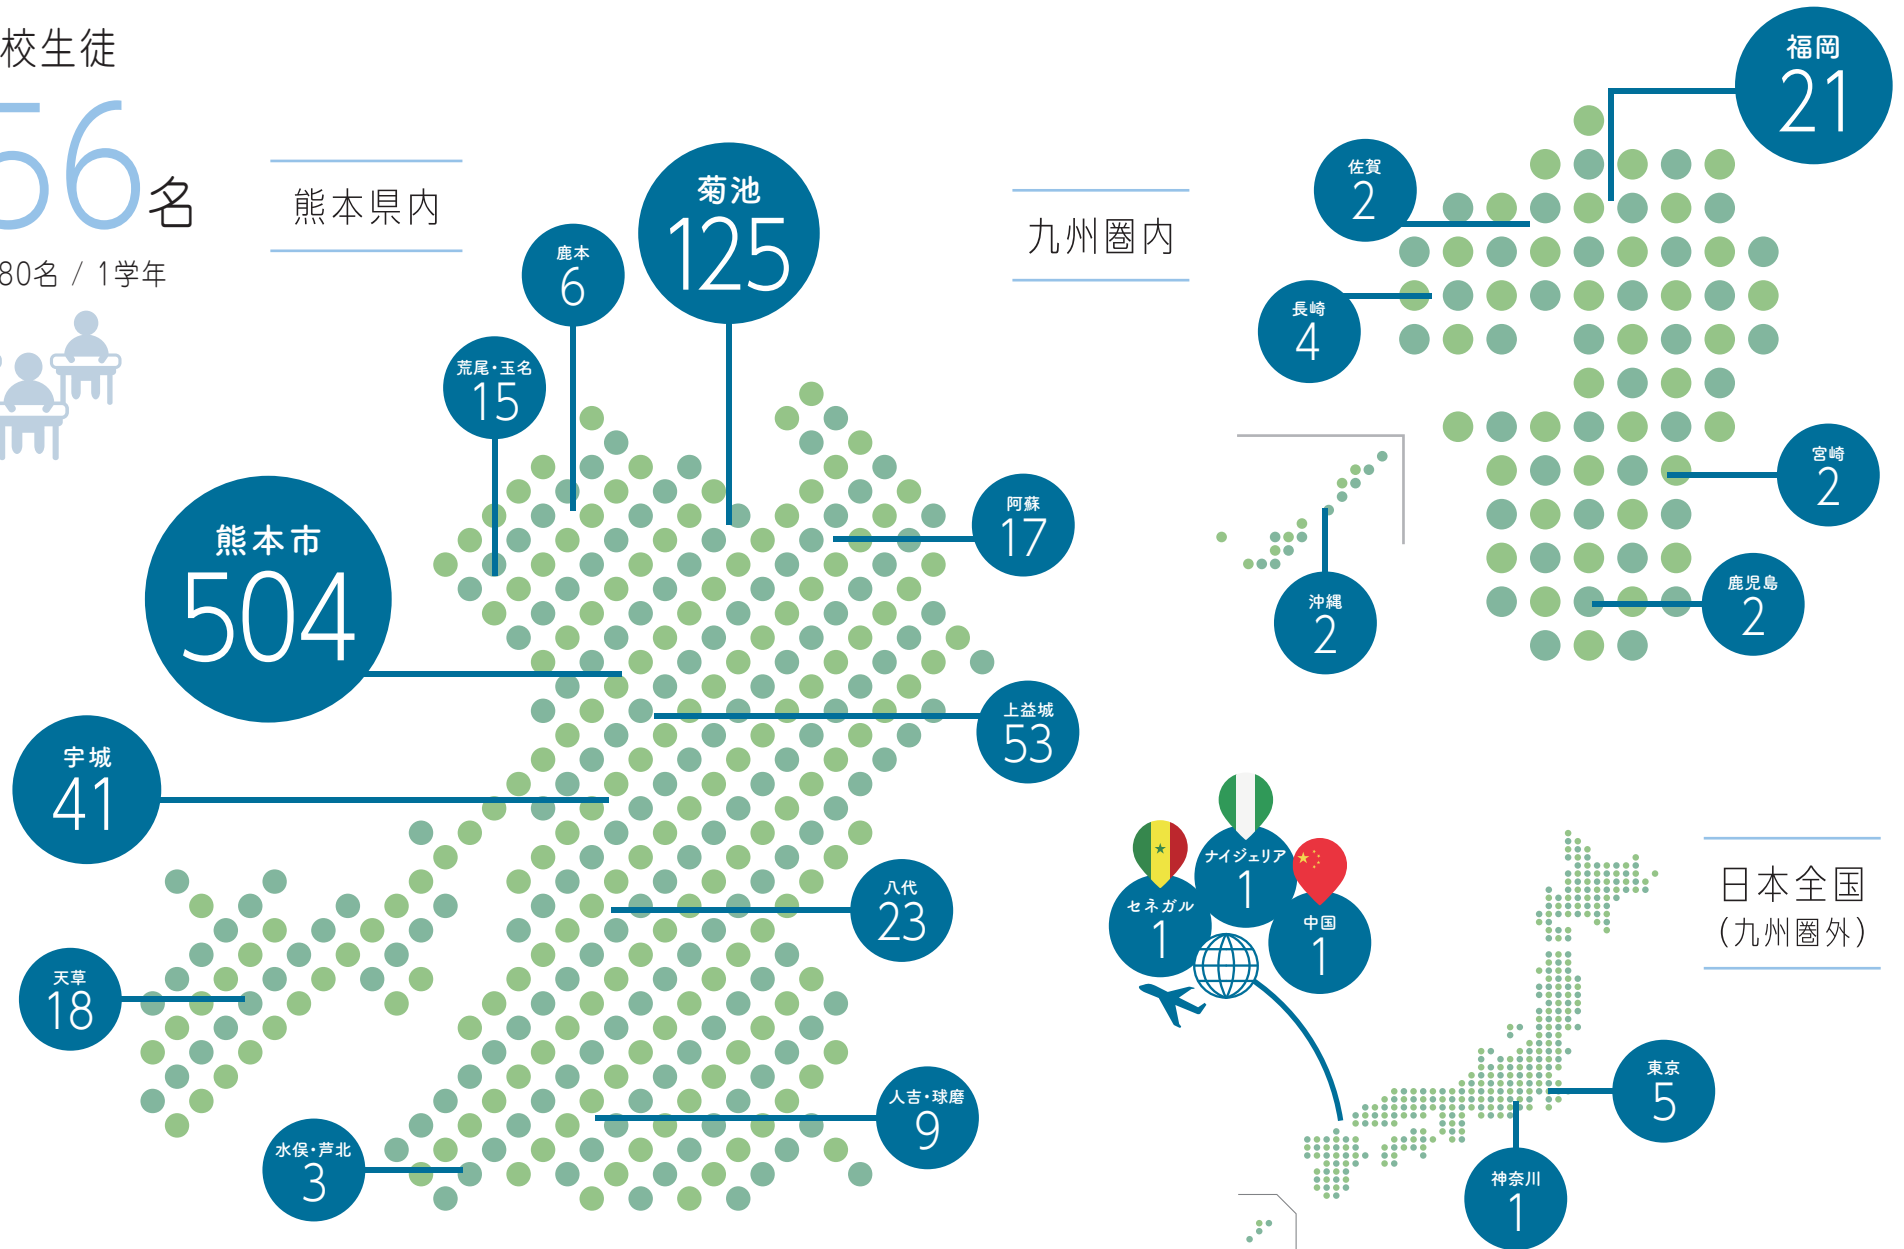 校生徒
56名
80名 / 1学年
熊本県内
鹿本
6
菊池
125
荒尾・玉名
15
熊本市
504
阿蘇
17
上益城
53
宇城
41
八代
23
天草
18
人吉・球磨
9
水俣・芦北
3
九州圏内
福岡
21
佐賀
2
長崎
4
宮崎
2
鹿児島
2
沖縄
2
日本全国
(九州圏外)
ナイジェリア
1
セネガル
1
中国
1
東京
5
神奈川
1